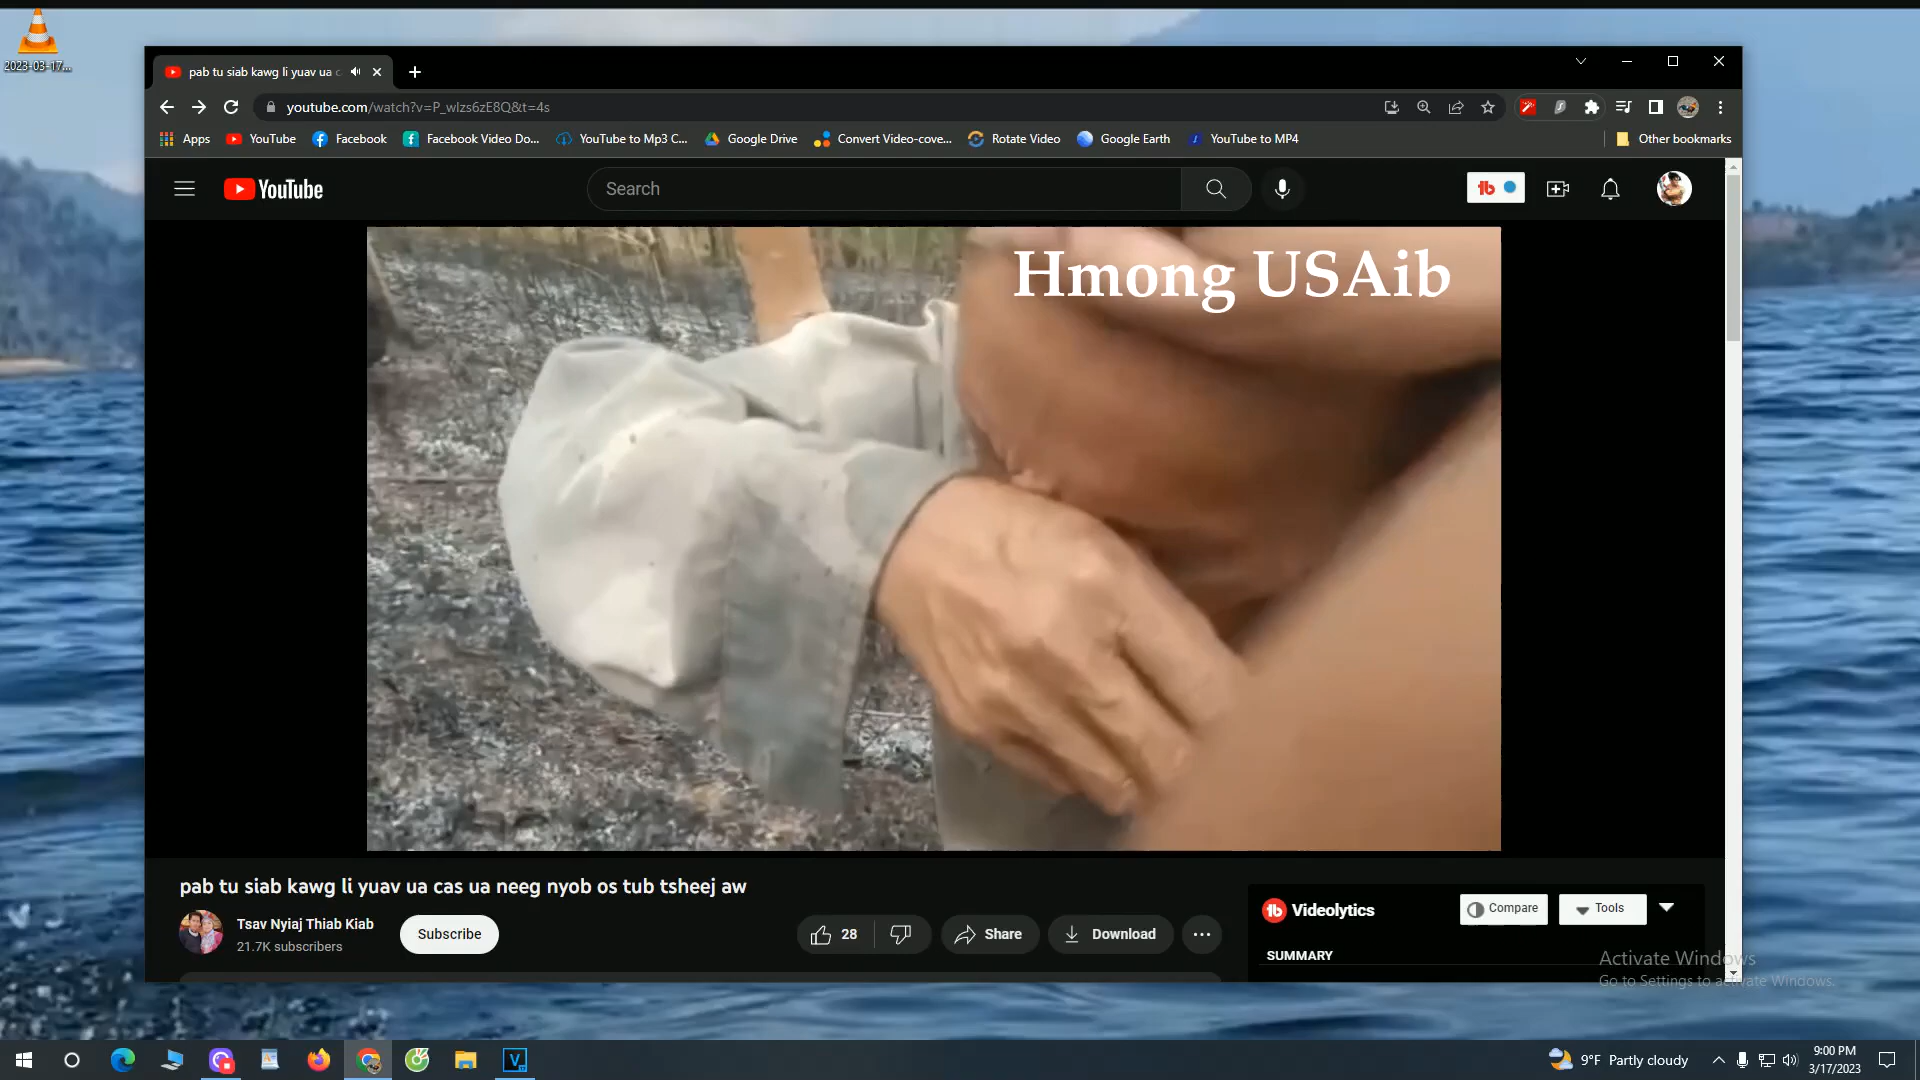 2023-03-17...
pab tu siab kawg li yuav ua c
youtube.com/watch?v=P_wlzs6zE8Q&t=4s
Apps YouTube Facebook Facebook Video Do... YouTube to Mp3 C... Google Drive Convert Video-cove... Rotate Video Google Earth YouTube to MP4 Other bookmarks
YouTube Search
Hmong USAib
pab tu siab kawg li yuav ua cas ua neeg nyob os tub tsheej aw
Tsav Nyiaj Thiab Kiab
21.7K subscribers
Subscribe
28 Share Download
Videolytics Compare Tools
SUMMARY
Activate Windows
Go to Settings to activate Windows.
9°F Partly cloudy
9:00 PM
3/17/2023